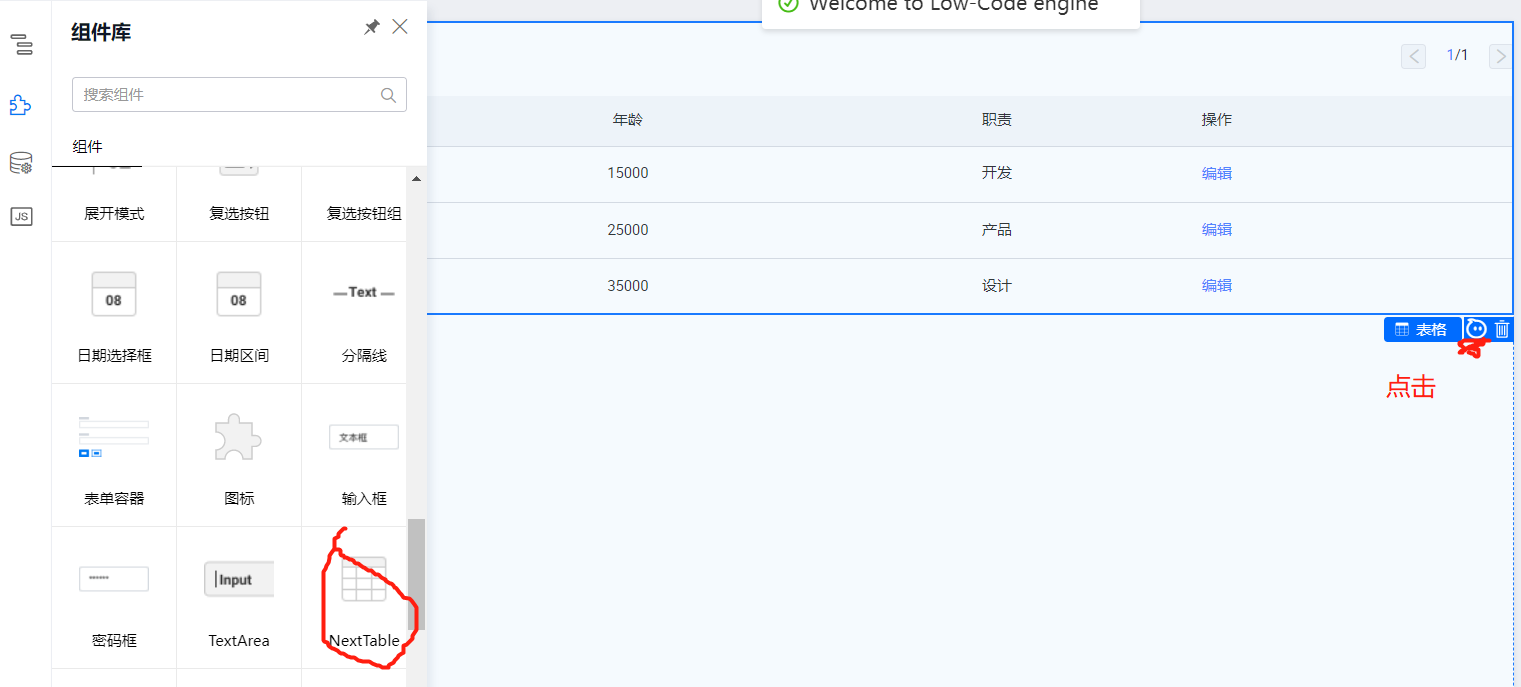 Welcome to Low-Code engine
组件库
搜索组件
组件
展开模式 复选按钮 复选按钮组
08 08 —Text —
日期选择框 日期区间 分隔线
文本框
表单容器 图标 输入框
Input
密码框 TextArea NextTable
JS
1/1
年龄 职责 操作
15000 开发 编辑
25000 产品 编辑
35000 设计 编辑
表格
点击